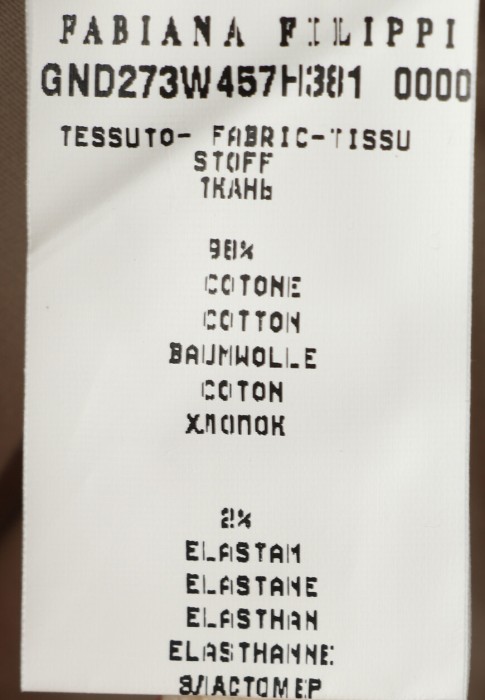 FABIANA FILIPPI
GND273W457H381 0000
TESSUTO- FABRIC-TISSU
STOFF
ТКАНЬ
98%
COTONE
COTTON
BAUMWOLLE
COTON
ХЛОПОК
2%
ELASTAM
ELASTANE
ELASTHAN
ELASTHANNE
ЭЛАСТОМЕР